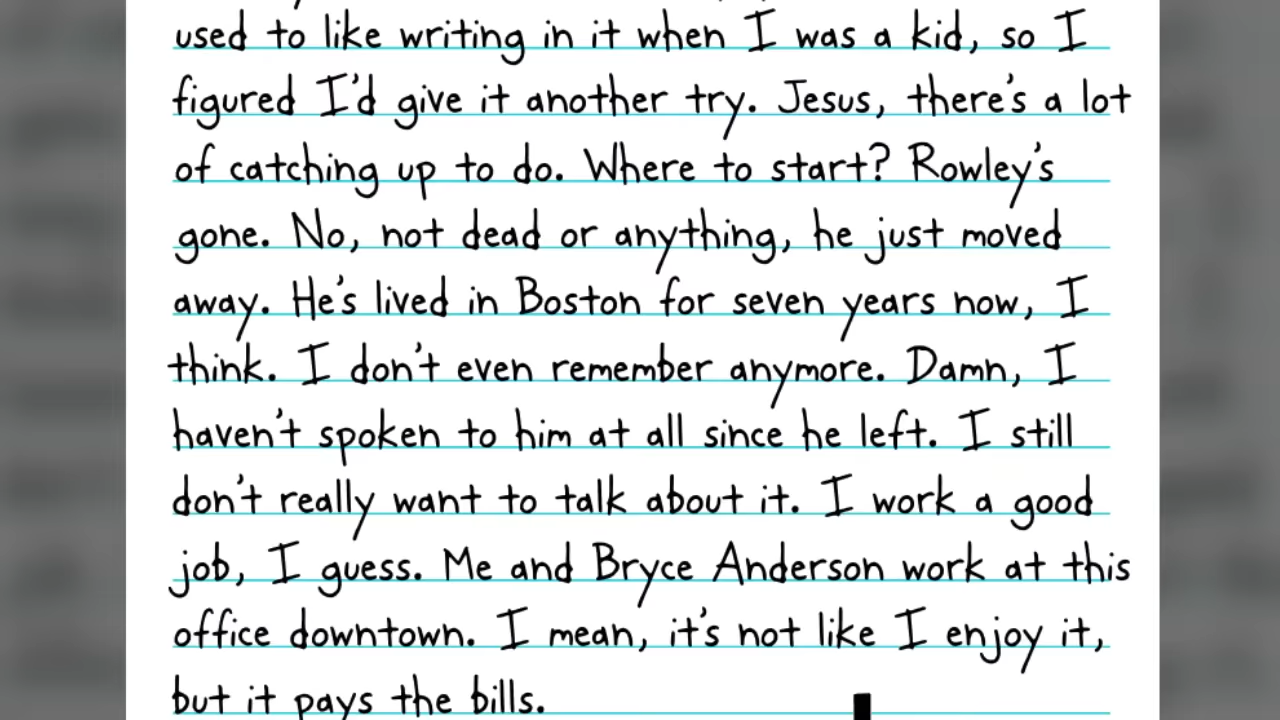 used to like writing in it when I was a kid, so I
figured I'd give it another try. Jesus, there's a lot
of catching up to do. Where to start? Rowley's
gone. No, not dead or anything, he just moved
away. He's lived in Boston for seven years now, I
think. I don't even remember anymore. Damn, I
haven't spoken to him at all since he left. I still
don't really want to talk about it. I work a good
job, I guess. Me and Bryce Anderson work at this
office downtown. I mean, it's not like I enjoy it,
but it pays the bills.